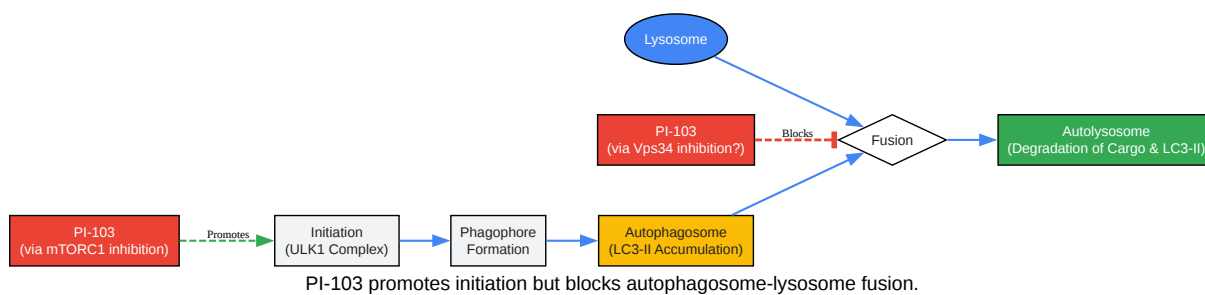 Lysosome
PI-103
(via Vps34 inhibition?)
Blocks
Fusion
Autolysosome
(Degradation of Cargo & LC3-II)
PI-103
(via mTORC1 inhibition)
Promotes
Initiation
(ULK1 Complex)
Phagophore
Formation
Autophagosome
(LC3-II Accumulation)
PI-103 promotes initiation but blocks autophagosome-lysosome fusion.